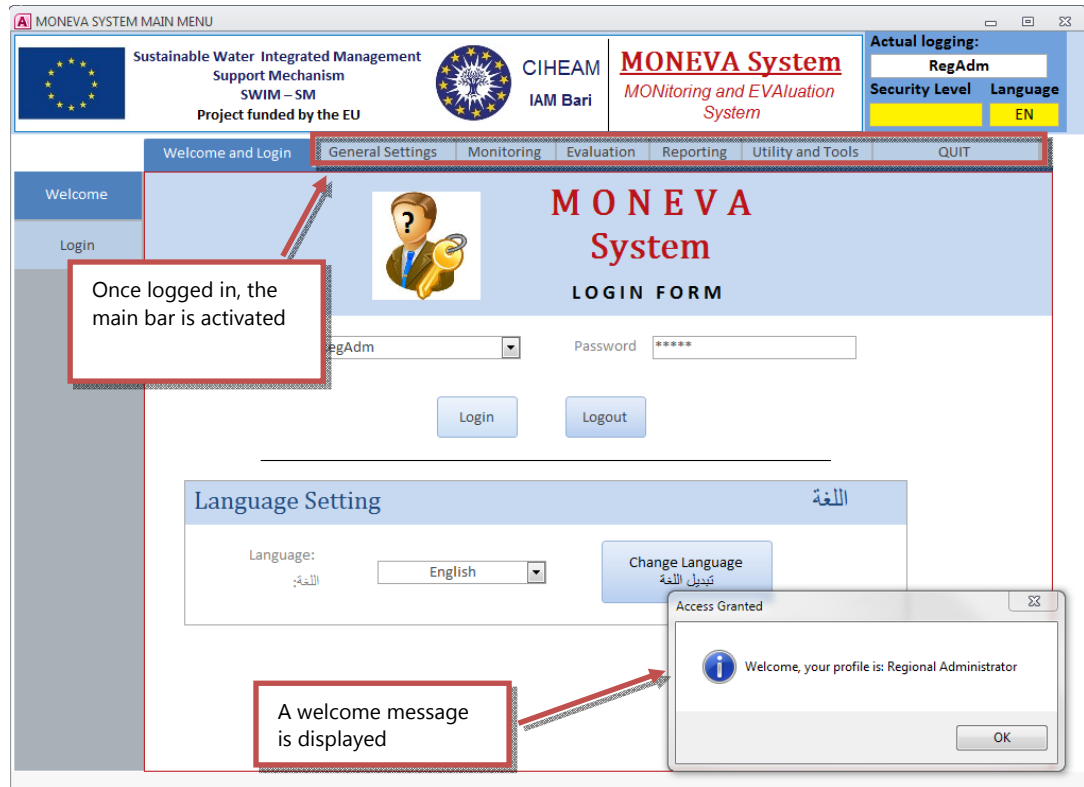 MONEVA SYSTEM MAIN MENU
Sustainable Water Integrated Management
Support Mechanism
SWIM – SM
Project funded by the EU
CIHEAM
IAM Bari
MONEVA System
MONitoring and EVAluation
System
Actual logging:
RegAdm
Security Level Language
EN
Welcome and Login General Settings Monitoring Evaluation Reporting Utility and Tools QUIT
Welcome
Login
?
M O N E V A
System
LOGIN FORM
Once logged in, the
main bar is activated
egAdm
Password *****
Login Logout
Language Setting اللغة
Language:
اللغة:
English
Change Language
تبديل اللغة
Access Granted
Welcome, your profile is: Regional Administrator
OK
A welcome message
is displayed